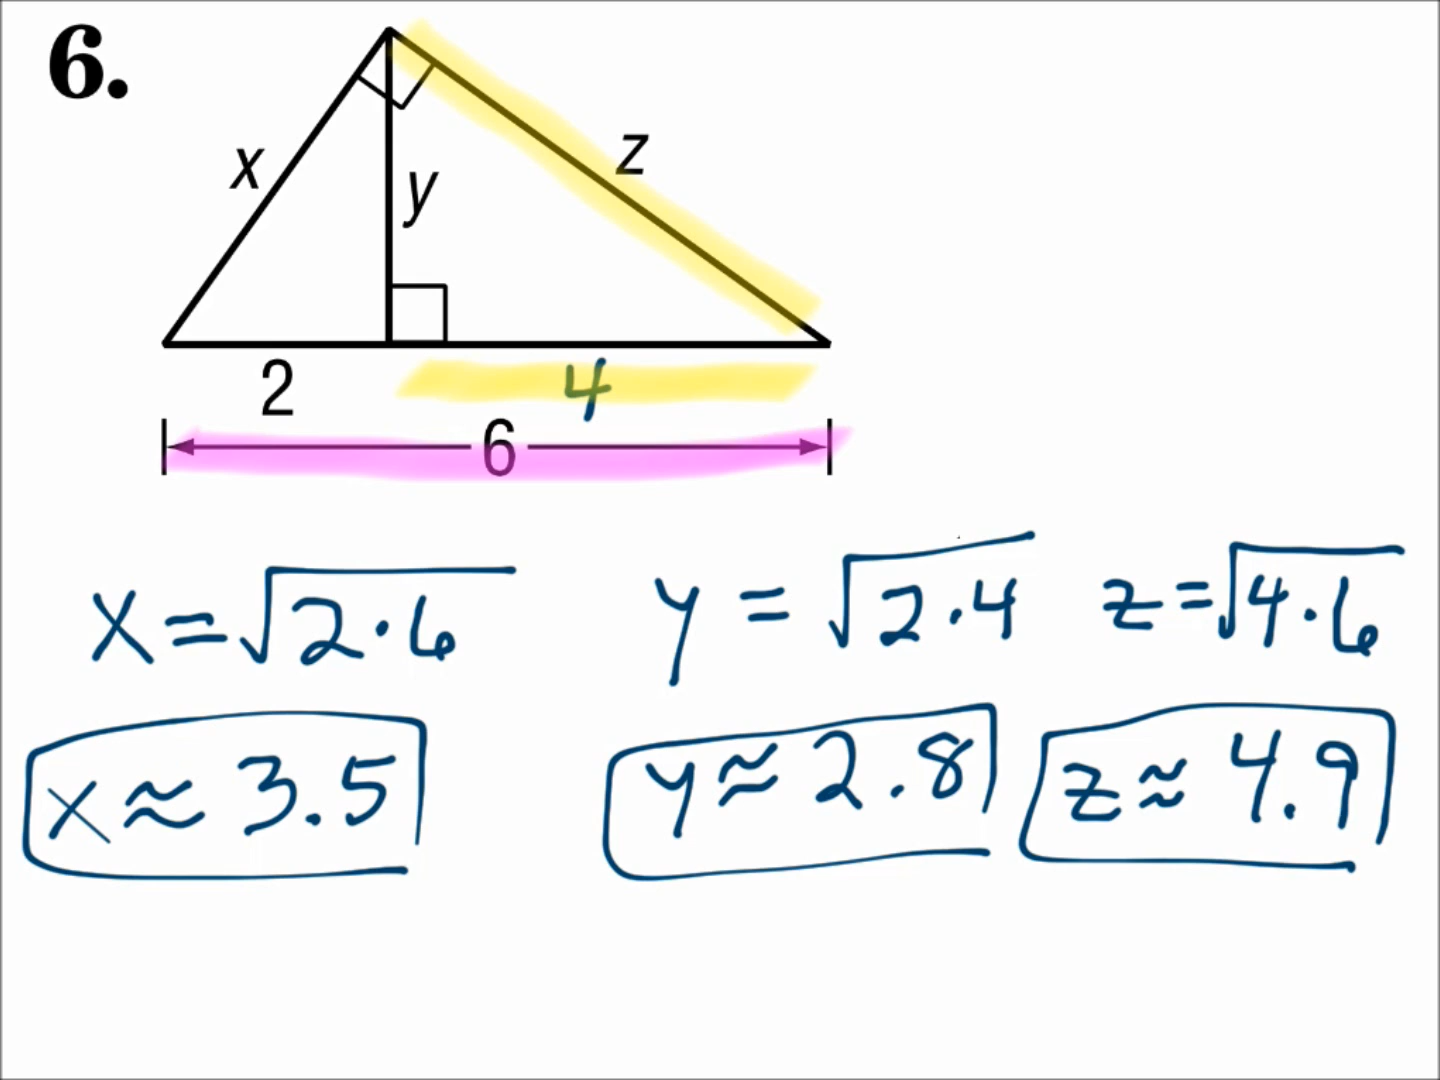 6.
x
y
z
2
4
6
x = √2·6
y = √2·4
z = √4·6
x ≈ 3.5
y ≈ 2.8
z ≈ 4.9